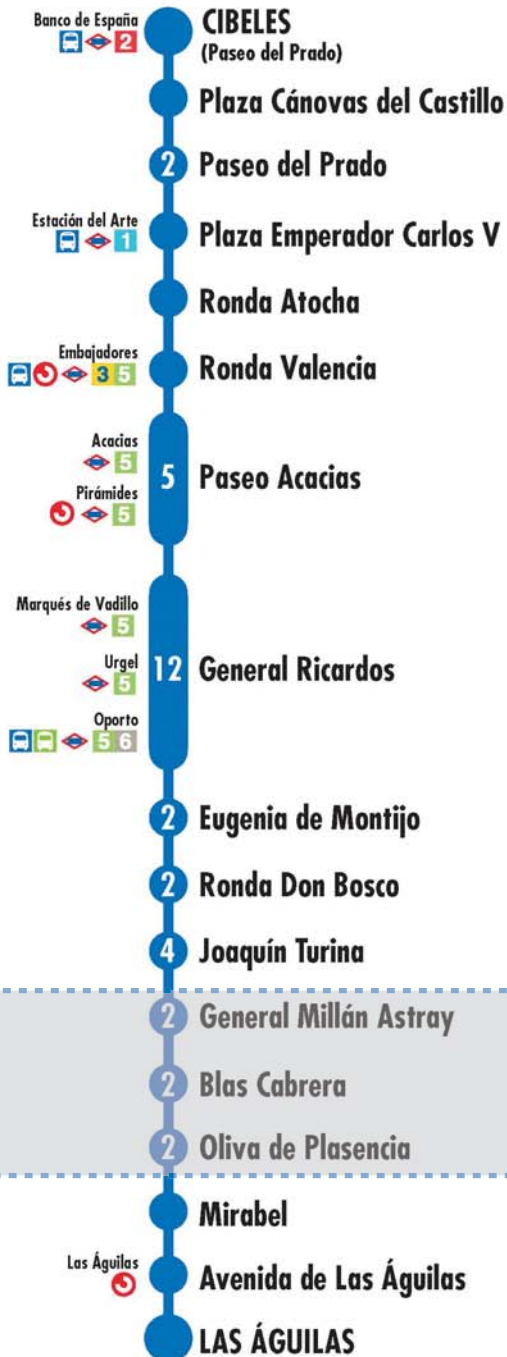 Banco de España
2
CIBELES
(Paseo del Prado)
Plaza Cánovas del Castillo
2 Paseo del Prado
Estación del Arte
1
Plaza Emperador Carlos V
Ronda Atocha
Embajadores
3 5
Ronda Valencia
Acacias
5
Pirámides
5
5 Paseo Acacias
Marqués de Vadillo
5
Urgel
5
Oporto
5 6
12 General Ricardos
2 Eugenia de Montijo
2 Ronda Don Bosco
4 Joaquín Turina
2 General Millán Astray
2 Blas Cabrera
2 Oliva de Plasencia
Mirabel
Las Águilas
Avenida de Las Águilas
LAS ÁGUILAS